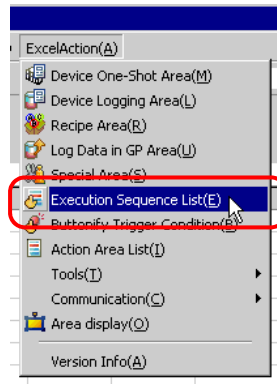 ExcelAction(A)
Device One-Shot Area(M)
Device Logging Area(L)
Recipe Area(R)
Log Data in GP Area(U)
Special Area(S)
Execution Sequence List(E)
Buttonify Trigger Condition(B)
Action Area List(I)
Tools(T)
Communication(C)
Area display(O)
Version Info(A)